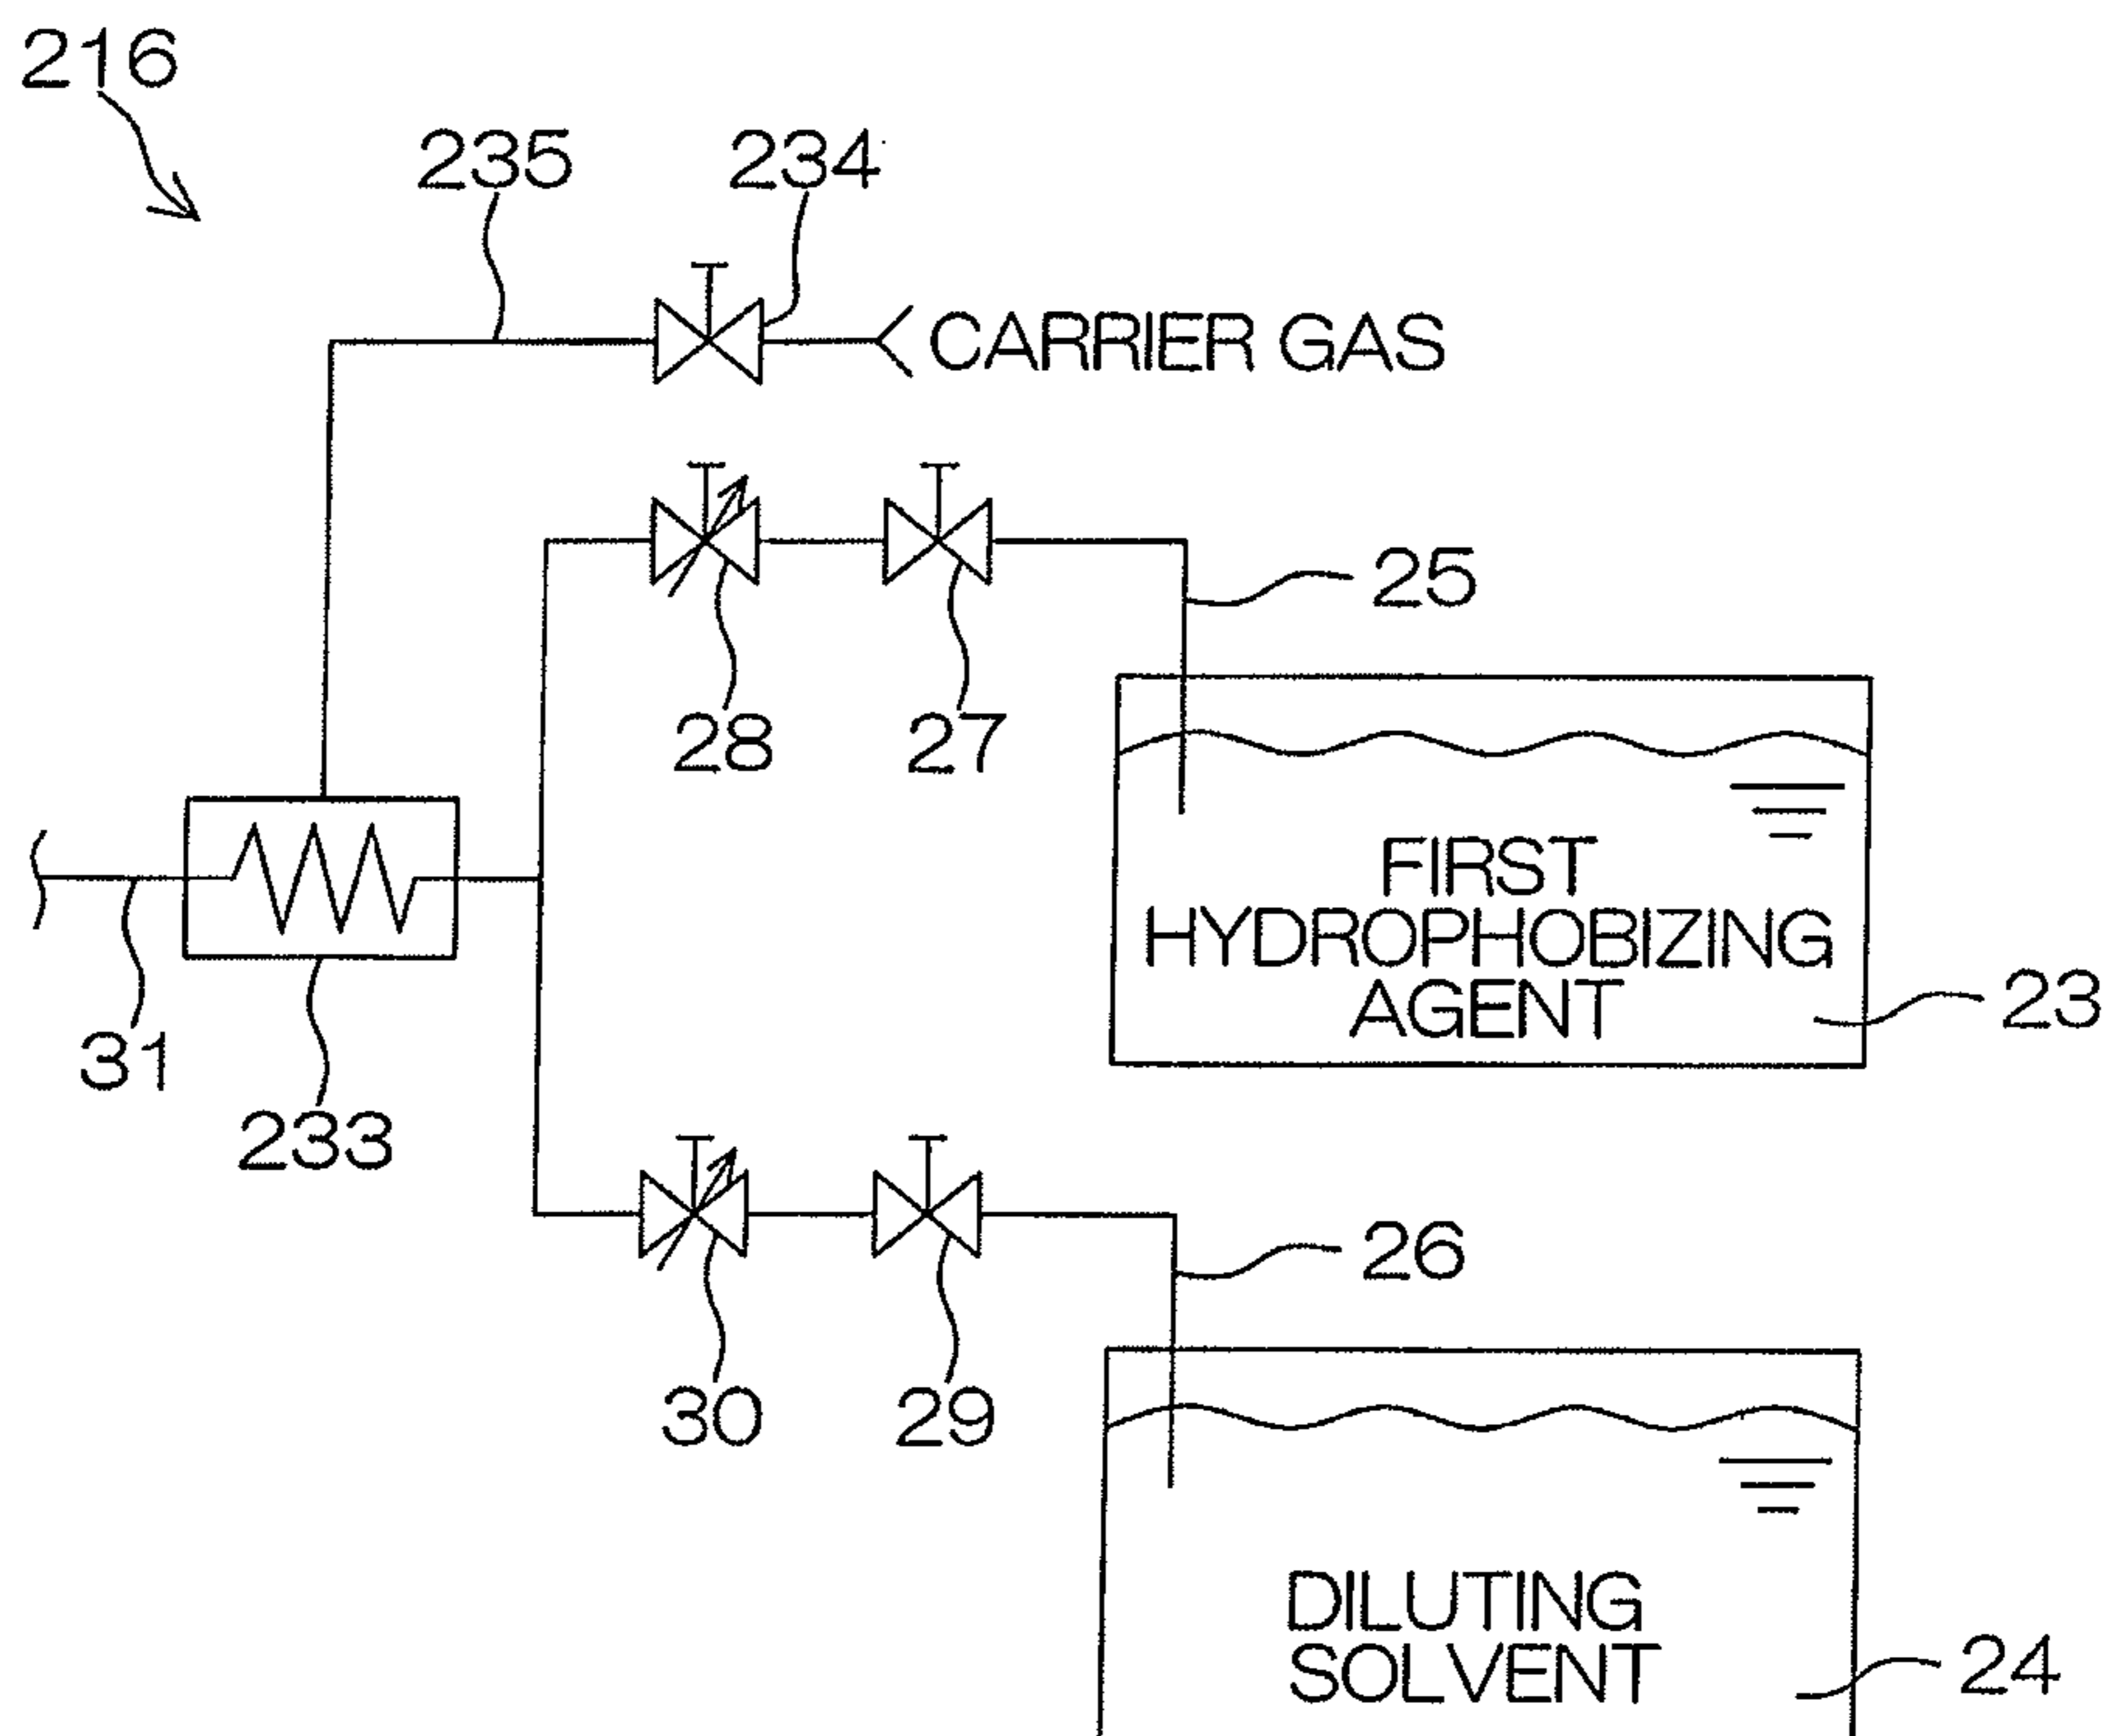 216
235
234
CARRIER GAS
25
28
27
FIRST
HYDROPHOBIZING
AGENT
23
31
233
26
30
29
DILUTING
SOLVENT
24